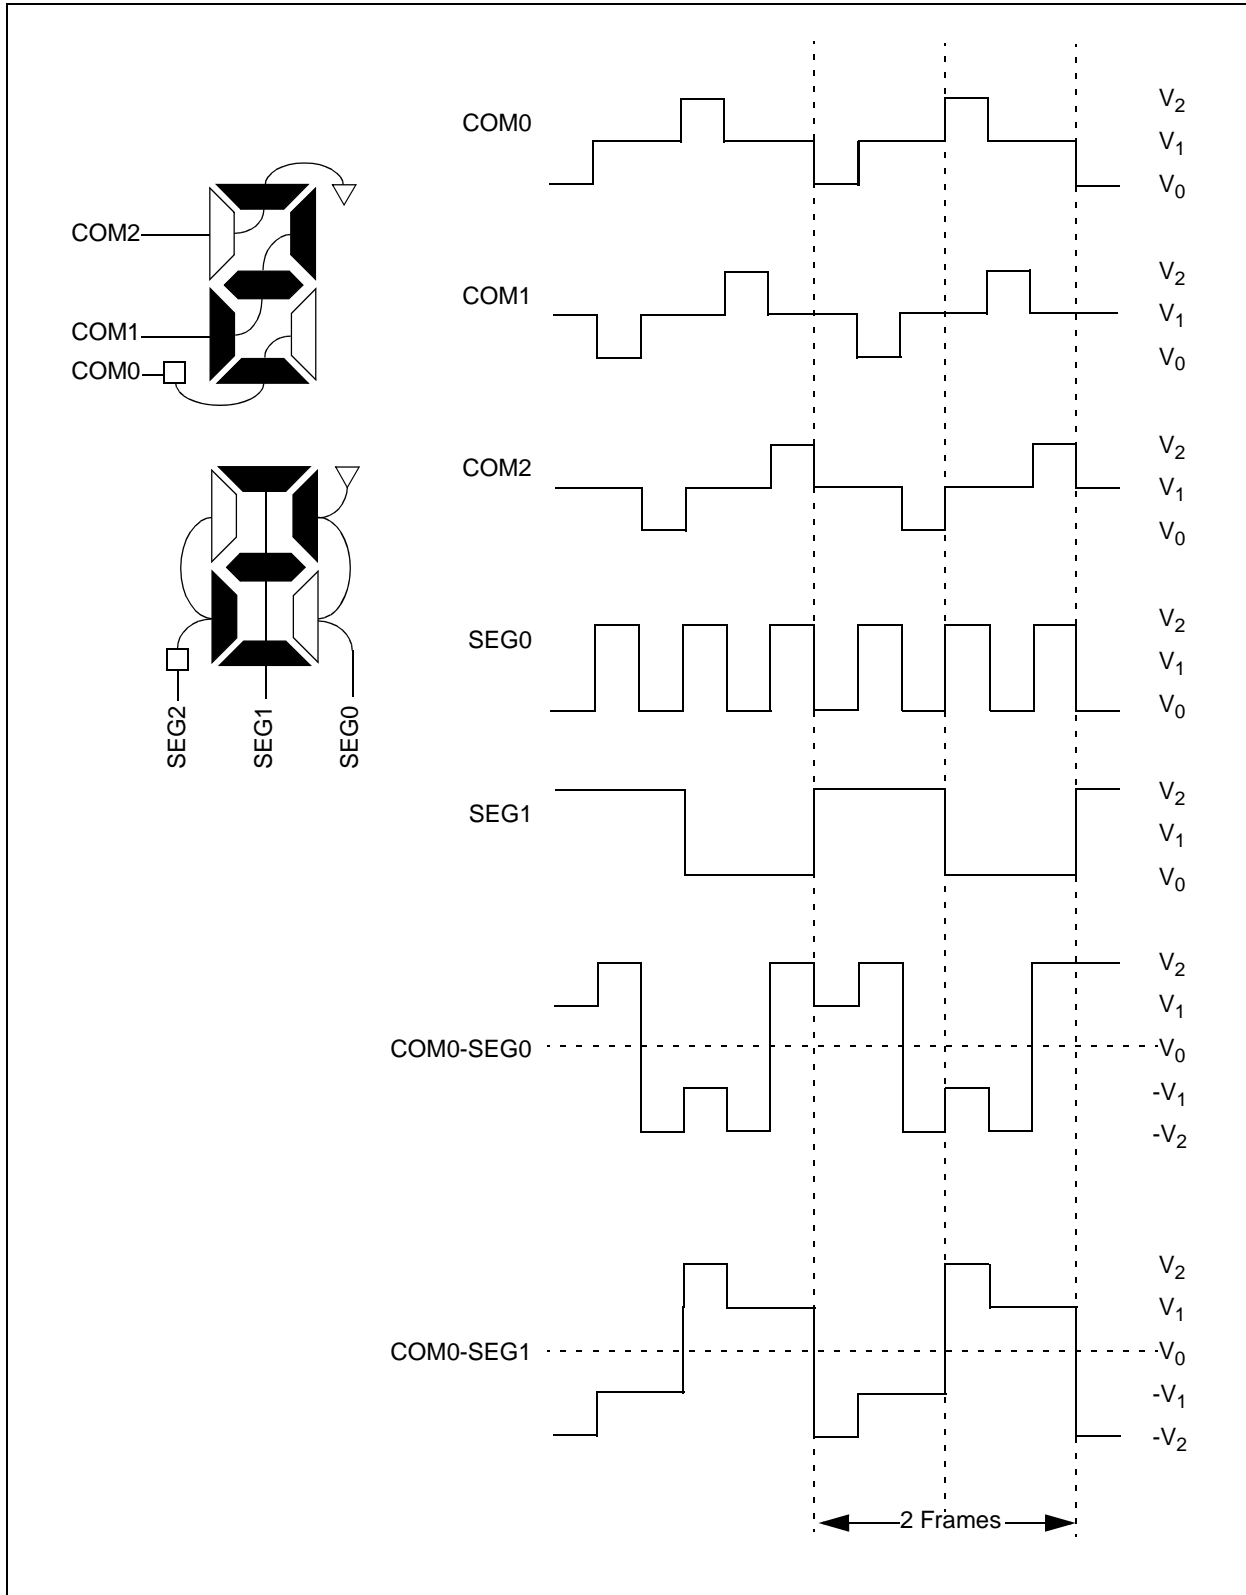 COM0
V2
V1
V0
COM2
COM1
COM0
COM1
V2
V1
V0
COM2
V2
V1
V0
SEG2
SEG1
SEG0
SEG0
V2
V1
V0
SEG1
V2
V1
V0
COM0-SEG0
V2
V1
V0
-V1
-V2
COM0-SEG1
V2
V1
V0
-V1
-V2
2 Frames